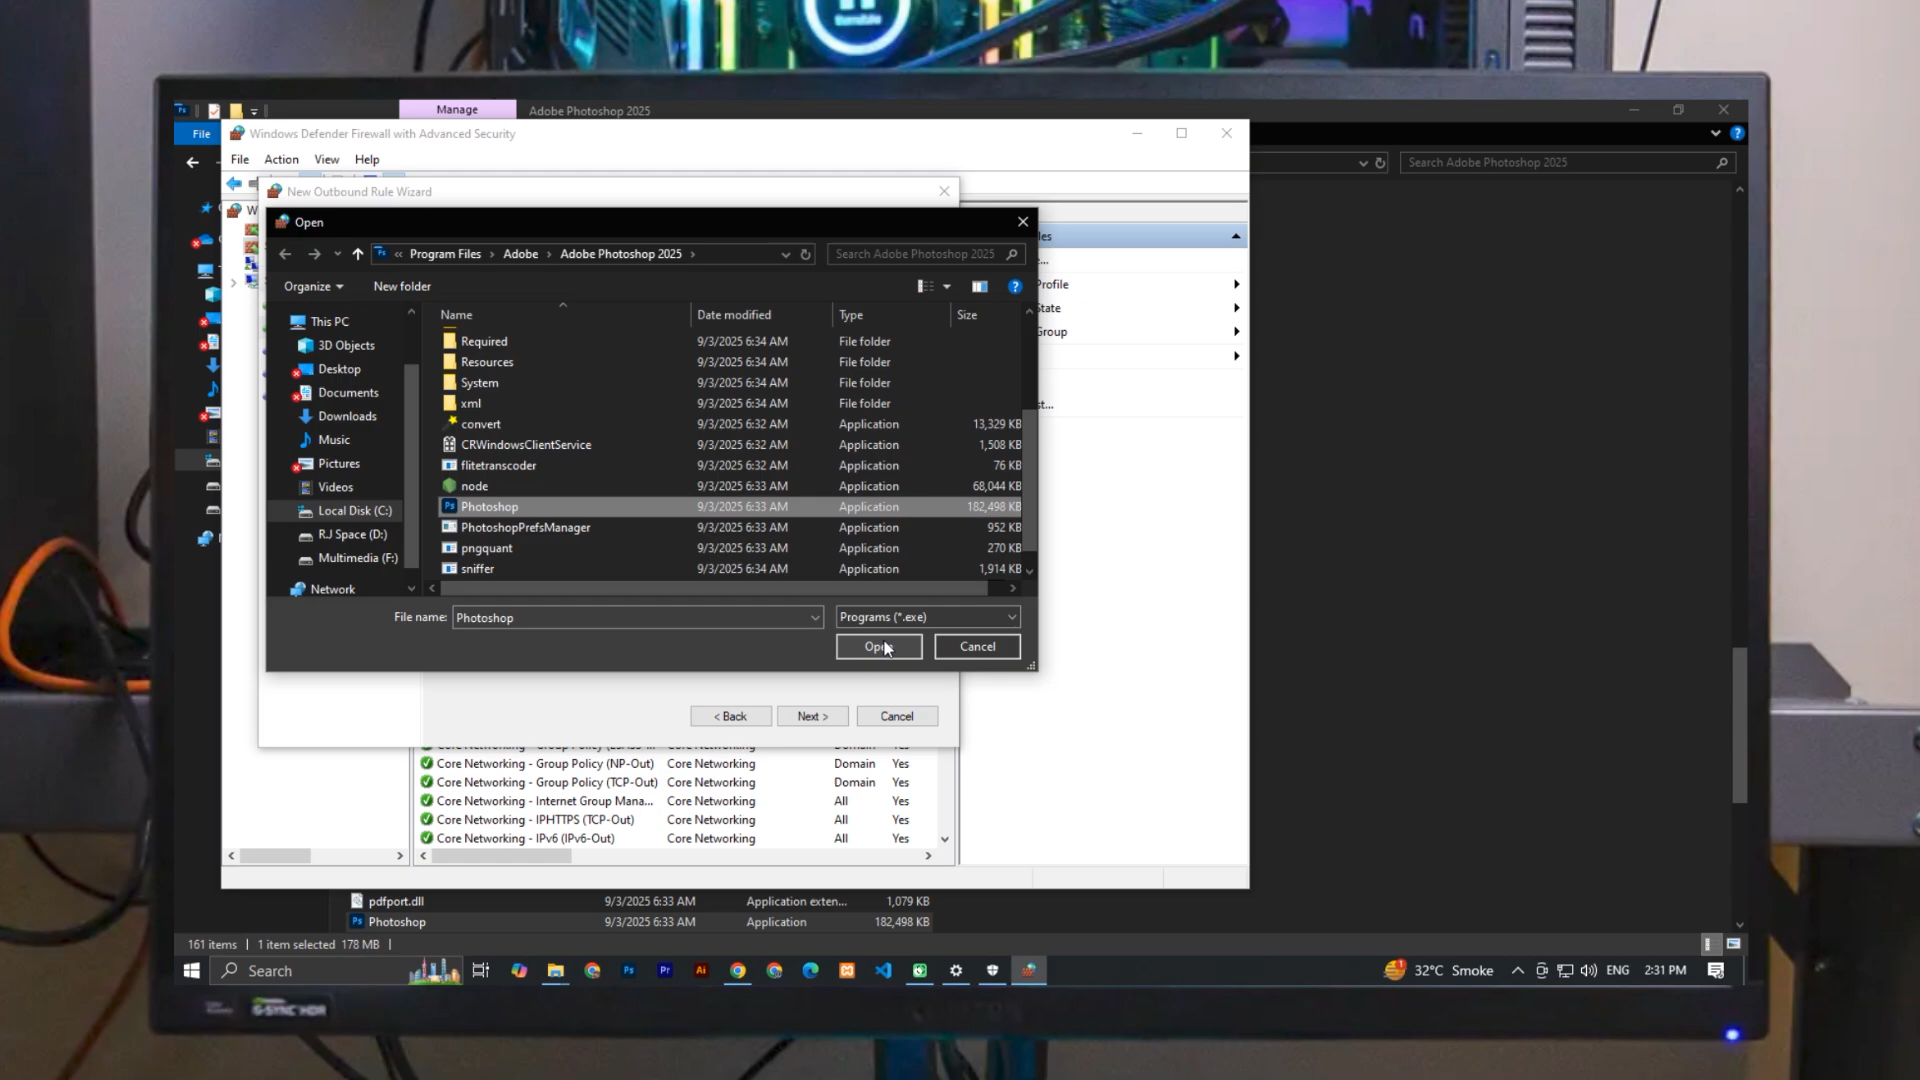 Manage
Adobe Photoshop 2025
File
Windows Defender Firewall with Advanced Security
File Action View Help
Search Adobe Photoshop 2025
New Outbound Rule Wizard
Open
Program Files > Adobe > Adobe Photoshop 2025 >
Search Adobe Photoshop 2025
Organize
New folder
Name Date modified Type Size
This PC
3D Objects
Desktop
Documents
Downloads
Music
Pictures
Videos
Local Disk (C:)
RJ Space (D:)
Multimedia (F:)
Network
Required 9/3/2025 6:34 AM File folder
Resources 9/3/2025 6:34 AM File folder
System 9/3/2025 6:34 AM File folder
xml 9/3/2025 6:34 AM File folder
convert 9/3/2025 6:32 AM Application 13,329 KB
CRWindowsClientService 9/3/2025 6:32 AM Application 1,508 KB
flitetranscoder 9/3/2025 6:32 AM Application 76 KB
node 9/3/2025 6:33 AM Application 68,044 KB
Photoshop 9/3/2025 6:33 AM Application 182,498 KB
PhotoshopPrefsManager 9/3/2025 6:33 AM Application 952 KB
pngquant 9/3/2025 6:33 AM Application 270 KB
sniffer 9/3/2025 6:34 AM Application 1,914 KB
Profile
State
Group
File name: Photoshop
Programs (*.exe)
Open
Cancel
< Back Next > Cancel
Core Networking - Group Policy (NP-Out) Core Networking Domain Yes
Core Networking - Group Policy (TCP-Out) Core Networking Domain Yes
Core Networking - Internet Group Mana... Core Networking All Yes
Core Networking - IPHTTPS (TCP-Out) Core Networking All Yes
Core Networking - IPv6 (IPv6-Out) Core Networking All Yes
pdfport.dll 9/3/2025 6:33 AM Application exten... 1,079 KB
Photoshop 9/3/2025 6:33 AM Application 182,498 KB
161 items 1 item selected 178 MB
Search
32°C Smoke
ENG
2:31 PM
G-SYNC HDR